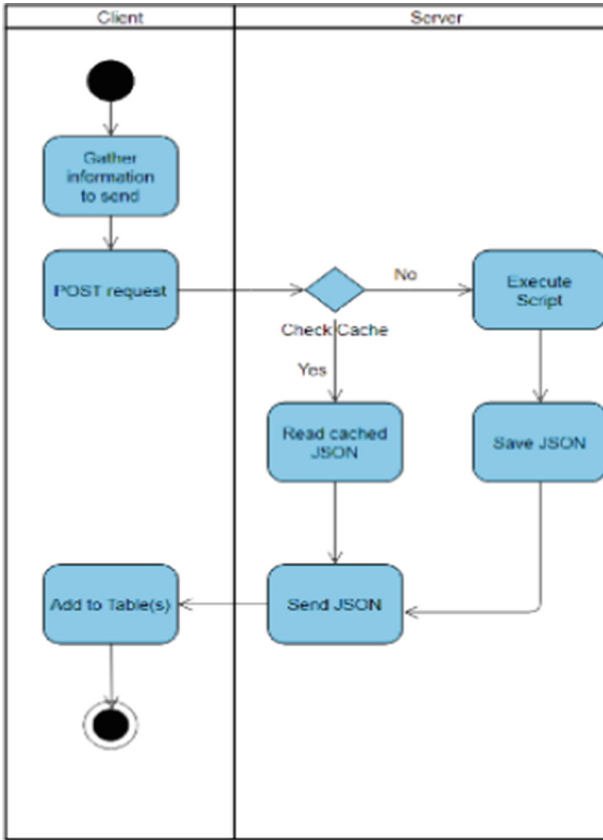 Client
Server
Gather
information
to send
POST request
No
Execute
Script
Check Cache
Yes
Read cached
JSON
Save JSON
Add to Table(s)
Send JSON